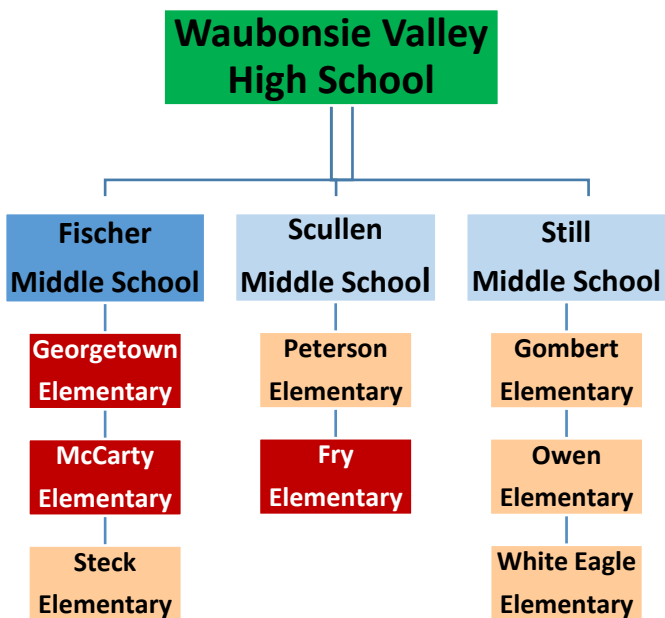 Waubonsie Valley
High School
Fischer
Middle School
Scullen
Middle School
Still
Middle School
Georgetown
Elementary
McCarty
Elementary
Steck
Elementary
Peterson
Elementary
Fry
Elementary
Gombert
Elementary
Owen
Elementary
White Eagle
Elementary